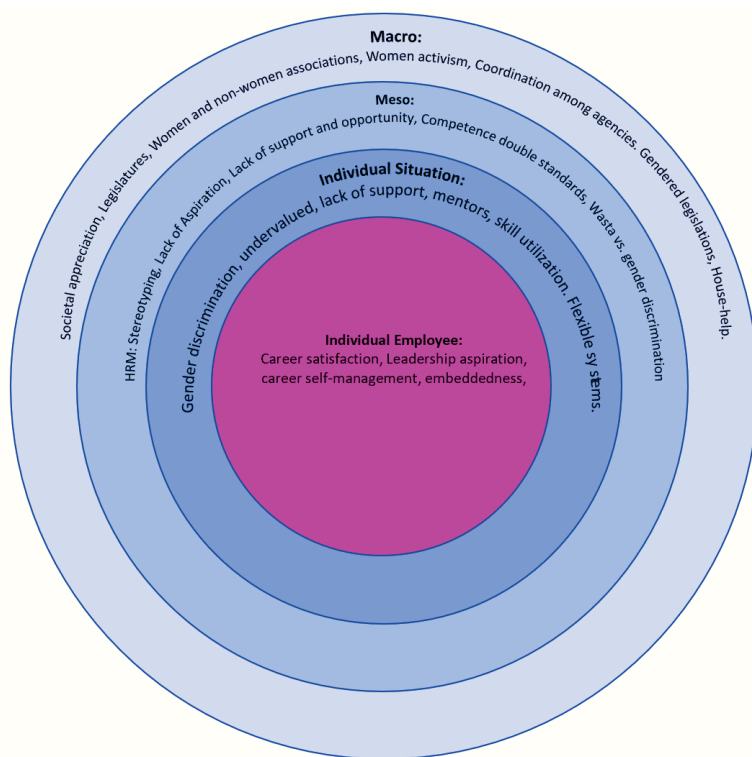 Macro:
Societal appreciation, Legislatures, Women and non-women associations, Women activism, Coordination among agencies. Gendered legislations, House-help.
Meso:
HRM: Stereotyping, Lack of Aspiration, Lack of support and opportunity, Competence double standards, Wasta vs. gender discrimination
Individual Situation:
Gender discrimination, undervalued, lack of support, mentors, skill utilization. Flexible sy stems.
Individual Employee:
Career satisfaction, Leadership aspiration,
career self-management, embeddedness,